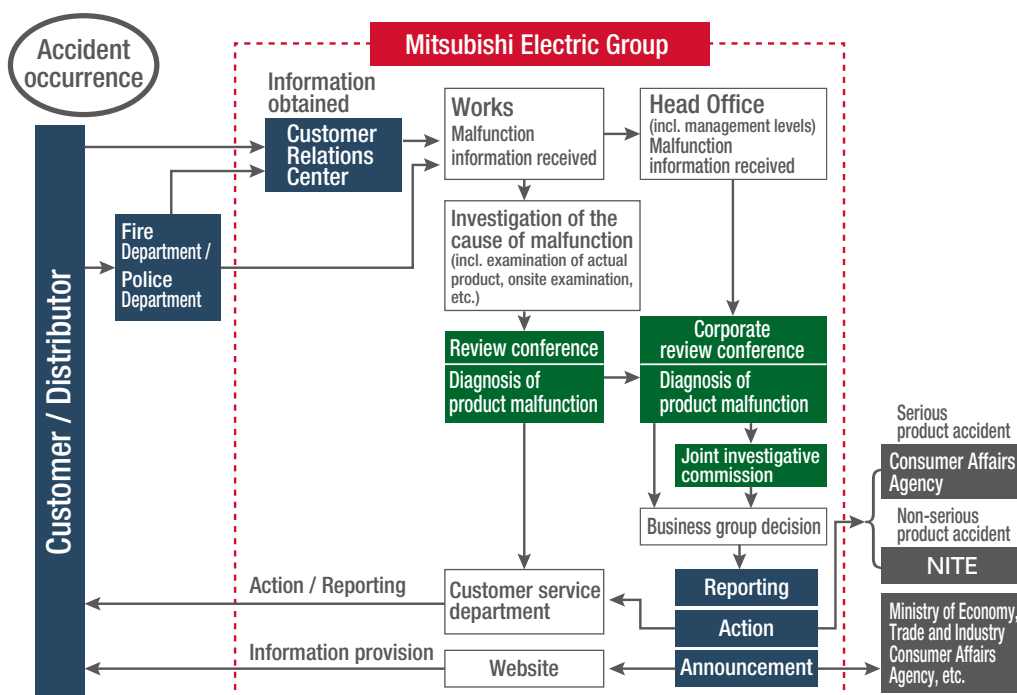 Accident
occurrence
Mitsubishi Electric Group
Information
obtained
Customer
Relations
Center
Works
Malfunction
information received
Head Office
(incl. management levels)
Malfunction
information received
Fire
Department /
Police
Department
Customer / Distributor
Investigation of the
cause of malfunction
(incl. examination of actual
product, onsite examination,
etc.)
Review conference
Diagnosis of
product malfunction
Corporate
review conference
Diagnosis of
product malfunction
Joint investigative
commission
Business group decision
Serious
product accident
Consumer Affairs
Agency
Non-serious
product accident
NITE
Action / Reporting
Customer service
department
Reporting
Action
Announcement
Information provision
Website
Ministry of Economy,
Trade and Industry
Consumer Affairs
Agency, etc.